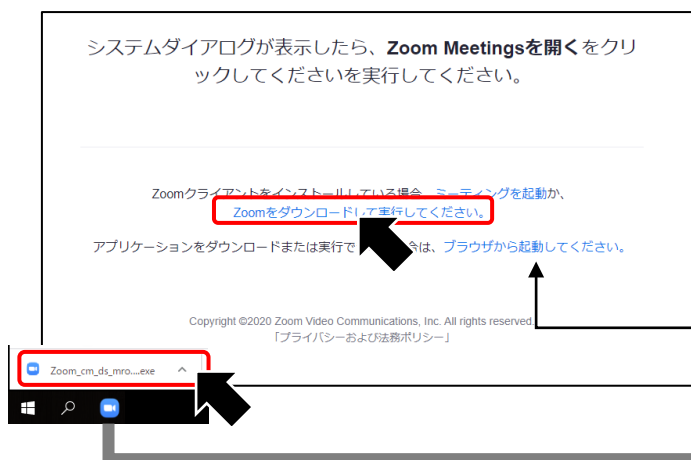 システムダイアログが表示したら、Zoom Meetingsを開くをクリ
ックしてくださいを実行してください。
Zoomクライアントをインストールしている場合、ミーティングを起動か、
Zoomをダウンロードして実行してください。
アプリケーションをダウンロードまたは実行で 合は、ブラウザから起動してください。
Copyright ©2020 Zoom Video Communications, Inc. All rights reserved.
「プライバシーおよび法務ポリシー」
Zoom_cm_ds_mro....exe